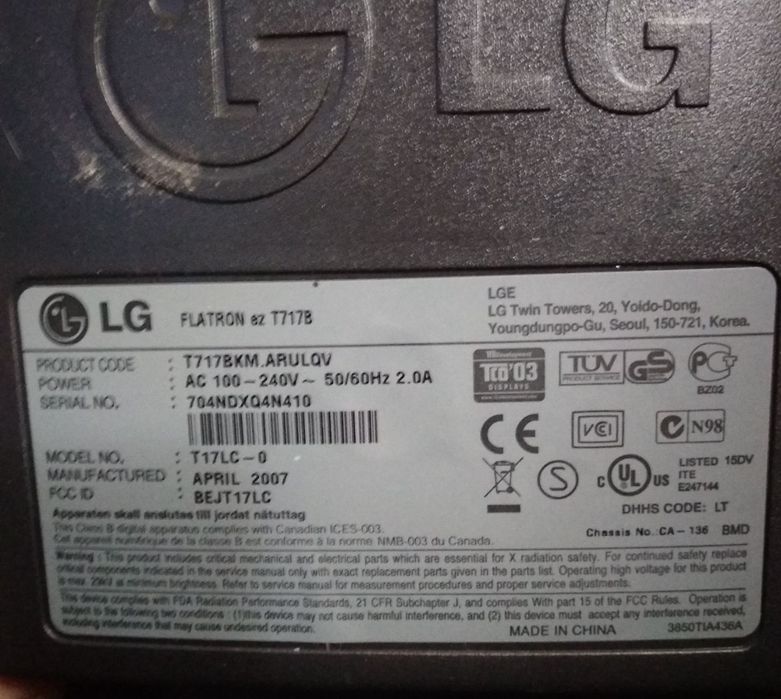 LG
LG FLATRON ez T717B
LGE
LG Twin Towers, 20, Yoido-Dong,
Youngdungpo-Gu, Seoul, 150-721, Korea.
PRODUCT CODE : T717BKM.ARULQV
POWER : AC 100-240V~ 50/60Hz 2.0A
SERIAL NO. : 704NDXQ4N410
MODEL NO. : T17LC-0
MANUFACTURED : APRIL 2007
FCC ID : BEJT17LC
TCO'03
DISPLAYS
TÜV
PRODUCT SERVICE
GS
PG
BZ02
CE
VCI
N98
S
C UL US
LISTED 15DV
ITE
E247144
DHHS CODE: LT
Chassis No. CA-136 BMD
Apparaten skall anslutas till jordat nätuttag
This Class B digital apparatus complies with Canadian ICES-003.
Cet appareil numérique de la classe B est conforme à la norme NMB-003 du Canada.
Warning : This product includes critical mechanical and electrical parts which are essential for X radiation safety. For continued safety replace
critical components indicated in the service manual only with exact replacement parts given in the parts list. Operating high voltage for this product
is max. at minimum brightness. Refer to service manual for measurement procedures and proper service adjustments.
This device complies with FDA Radiation Performance Standards, 21 CFR Subchapter J, and complies With part 15 of the FCC Rules. Operation is
subject to the following two conditions : (1)this device may not cause harmful interference, and (2) this device must accept any interference received,
including interference that may cause undesired operation.
MADE IN CHINA
3850TIA436A